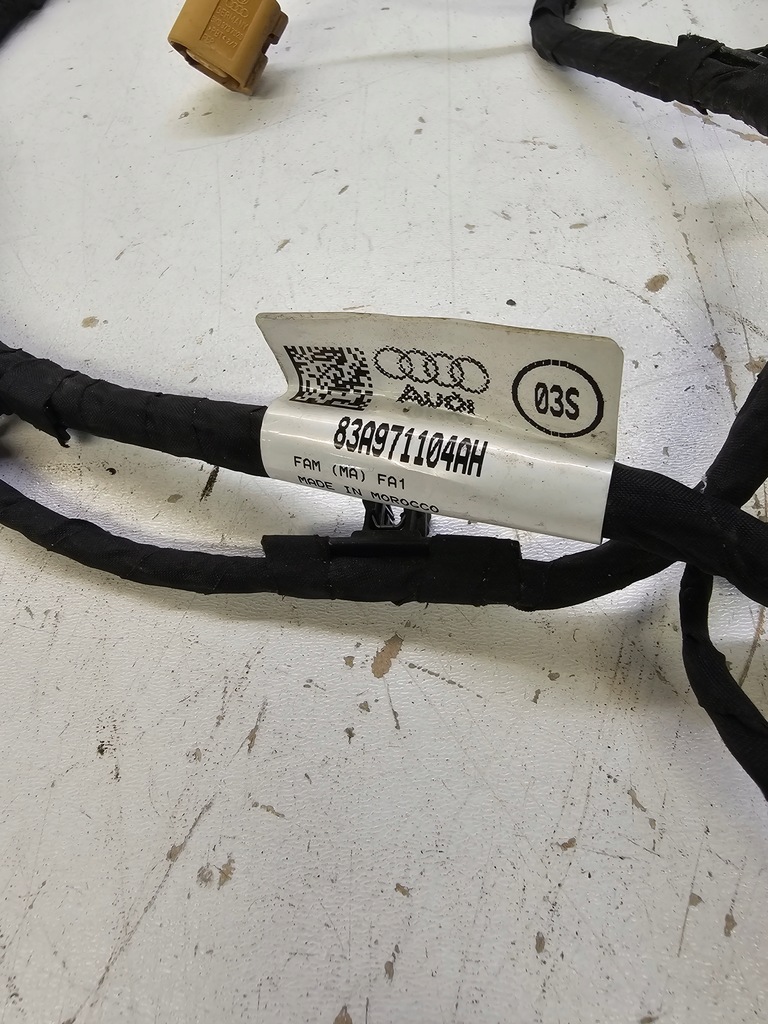 AUDI
03S
83A971104AH
FAM (MA) FA1
MADE IN MOROCCO